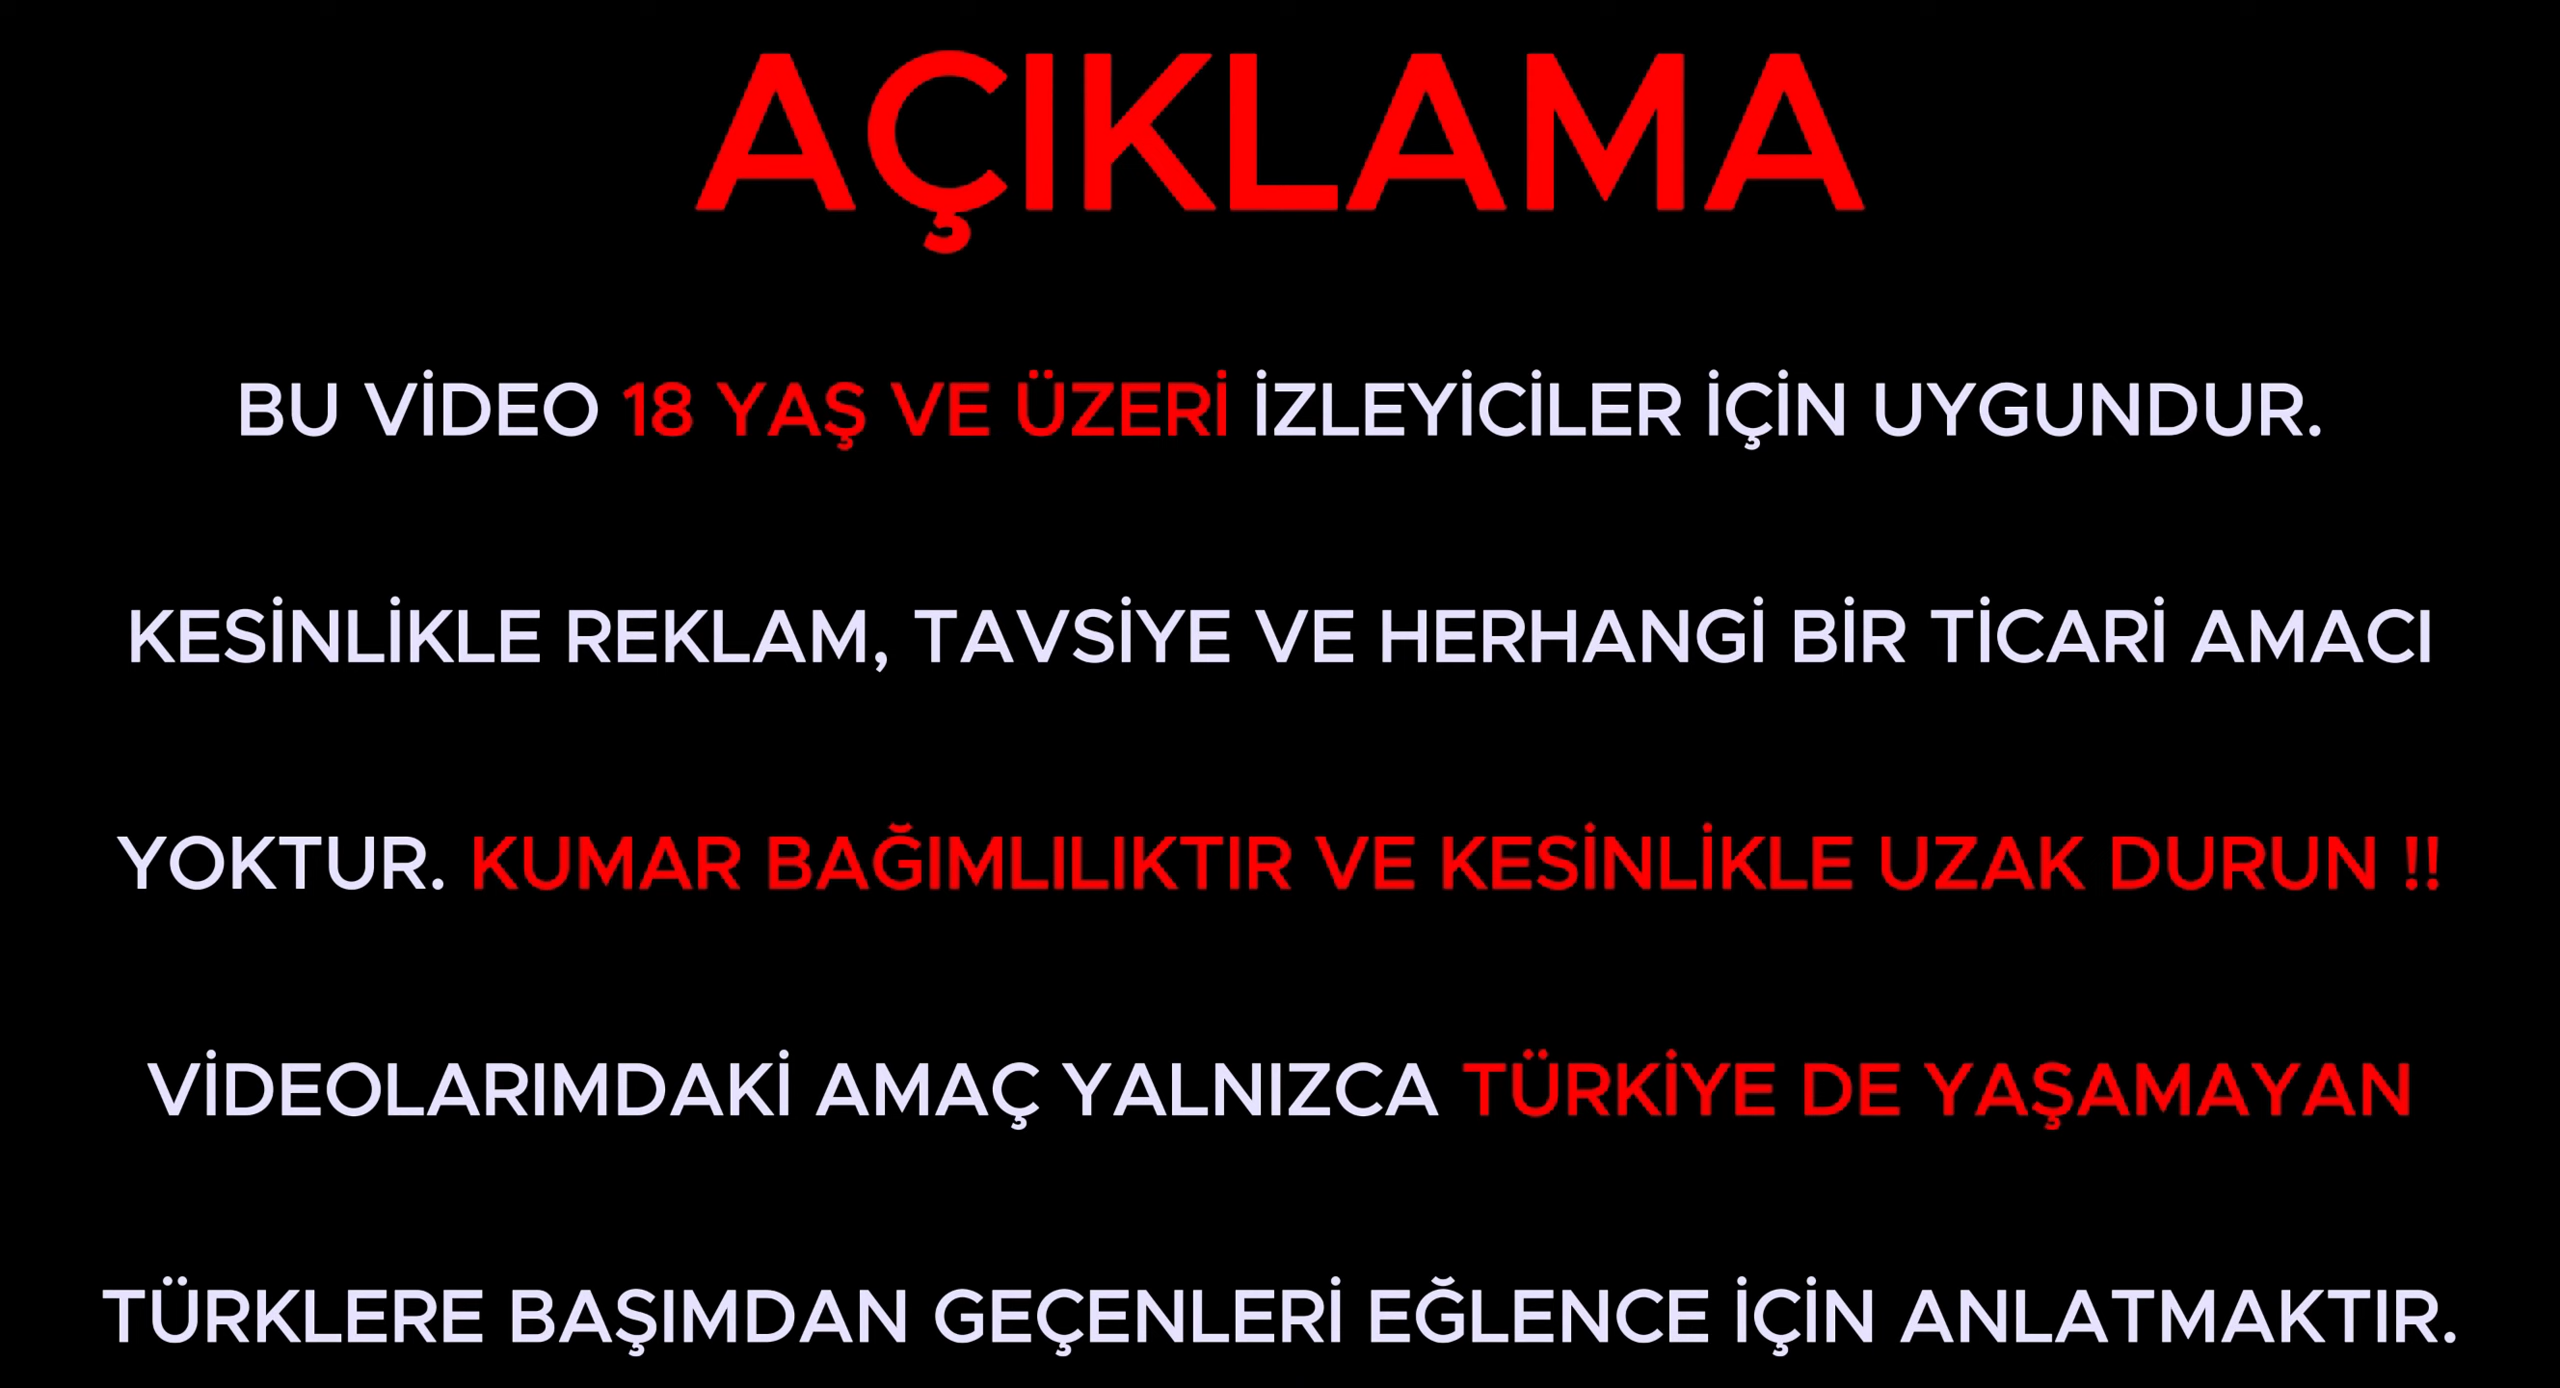 AÇIKLAMA
BU VİDEO 18 YAŞ VE ÜZERİ İZLEYİCİLER İÇİN UYGUNDUR.
KESİNLİKLE REKLAM, TAVSİYE VE HERHANGİ BİR TİCARİ AMACI
YOKTUR. KUMAR BAĞIMLILIKTIR VE KESİNLİKLE UZAK DURUN !!
VİDEOLARIMDAKİ AMAÇ YALNIZCA TÜRKİYE DE YAŞAMAYAN
TÜRKLERE BAŞIMDAN GEÇENLERİ EĞLENCE İÇİN ANLATMAKTIR.